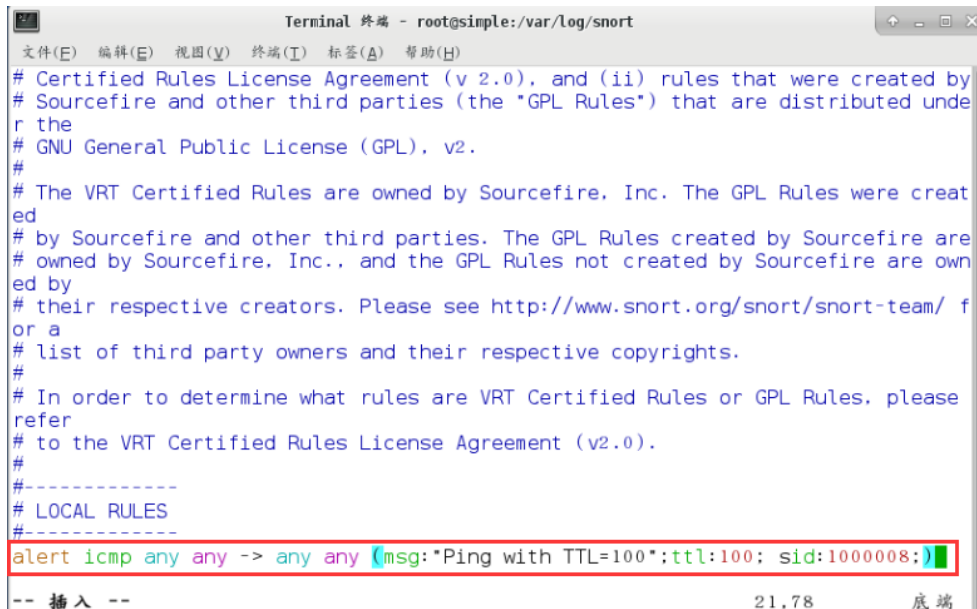 Terminal 终端 - root@simple:/var/log/snort
文件(F) 编辑(E) 视图(V) 终端(T) 标签(A) 帮助(H)
# Certified Rules License Agreement (v 2.0), and (ii) rules that were created by
# Sourcefire and other third parties (the "GPL Rules") that are distributed unde
r the
# GNU General Public License (GPL), v2.
#
# The VRT Certified Rules are owned by Sourcefire, Inc. The GPL Rules were creat
ed
# by Sourcefire and other third parties. The GPL Rules created by Sourcefire are
# owned by Sourcefire, Inc., and the GPL Rules not created by Sourcefire are own
ed by
# their respective creators. Please see http://www.snort.org/snort/snort-team/ f
or a
# list of third party owners and their respective copyrights.
#
# In order to determine what rules are VRT Certified Rules or GPL Rules, please
refer
# to the VRT Certified Rules License Agreement (v2.0).
#
#-------------
# LOCAL RULES
#-------------
alert icmp any any -> any any (msg:"Ping with TTL=100";ttl:100; sid:1000008;)
-- 插入 -- 21,78 底端